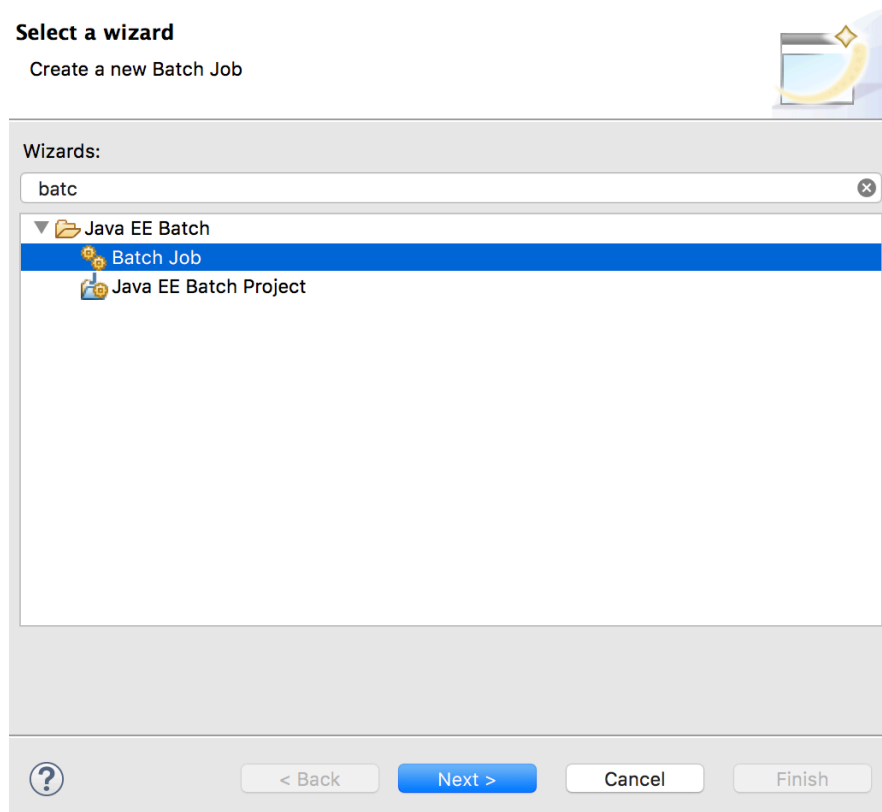 Select a wizard
Create a new Batch Job
Wizards:
batc
Java EE Batch
Batch Job
Java EE Batch Project
? < Back Next > Cancel Finish